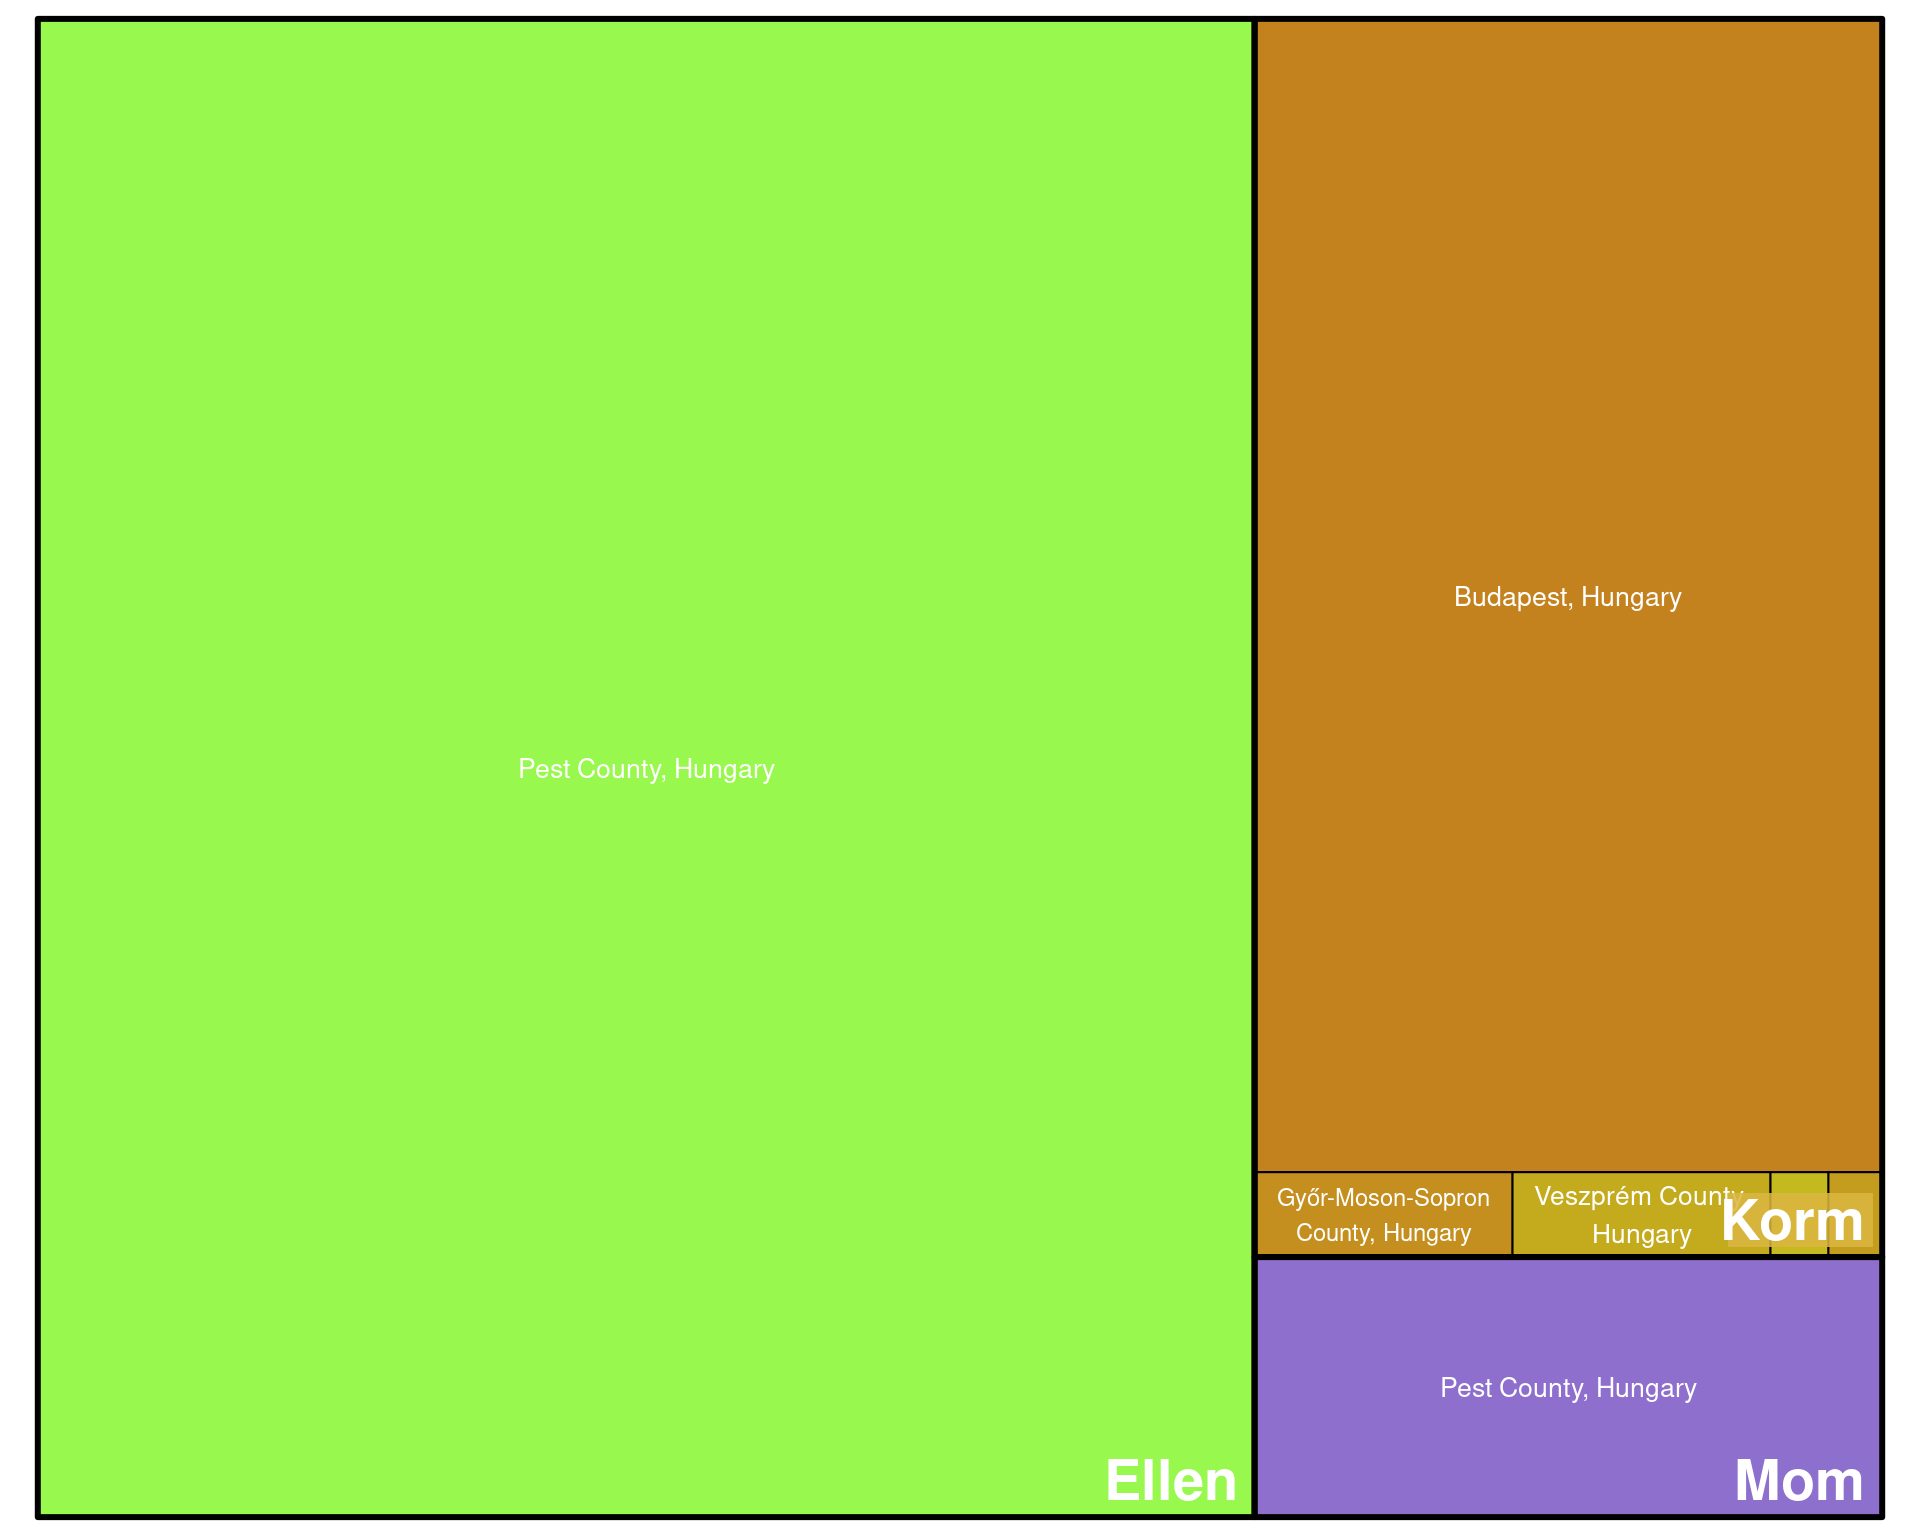 Pest County, Hungary
Ellen
Budapest, Hungary
Győr-Moson-Sopron
County, Hungary
Veszprém County,
Hungary
Korm
Pest County, Hungary
Mom